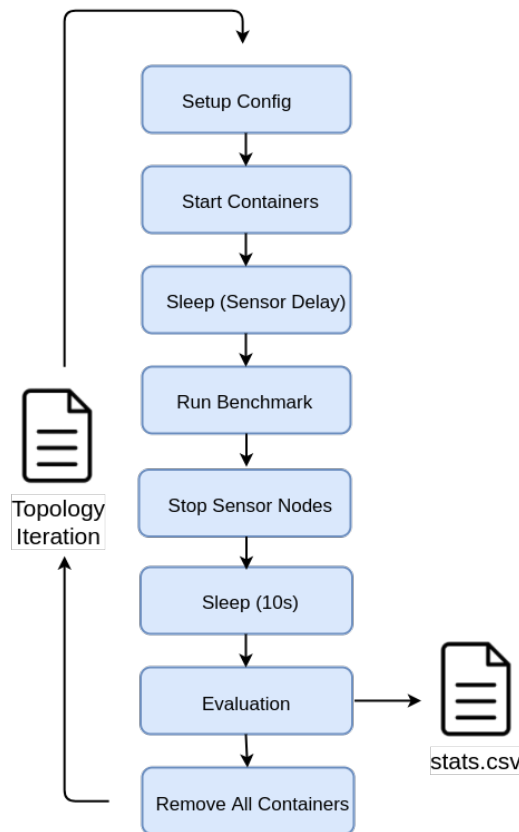 Setup Config
Start Containers
Sleep (Sensor Delay)
Run Benchmark
Topology
Iteration
Stop Sensor Nodes
Sleep (10s)
Evaluation
stats.csv
Remove All Containers